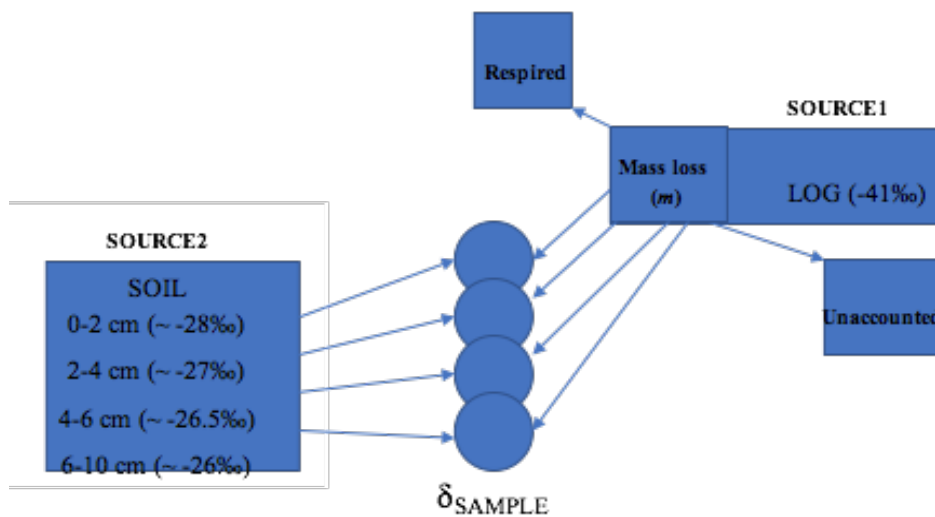 Respired
SOURCE1
Mass loss
(m)
LOG (-41‰)
SOURCE2
SOIL
0-2 cm (~ -28‰)
2-4 cm (~ -27‰)
4-6 cm (~ -26.5‰)
6-10 cm (~ -26‰)
Unaccounted
δSAMPLE